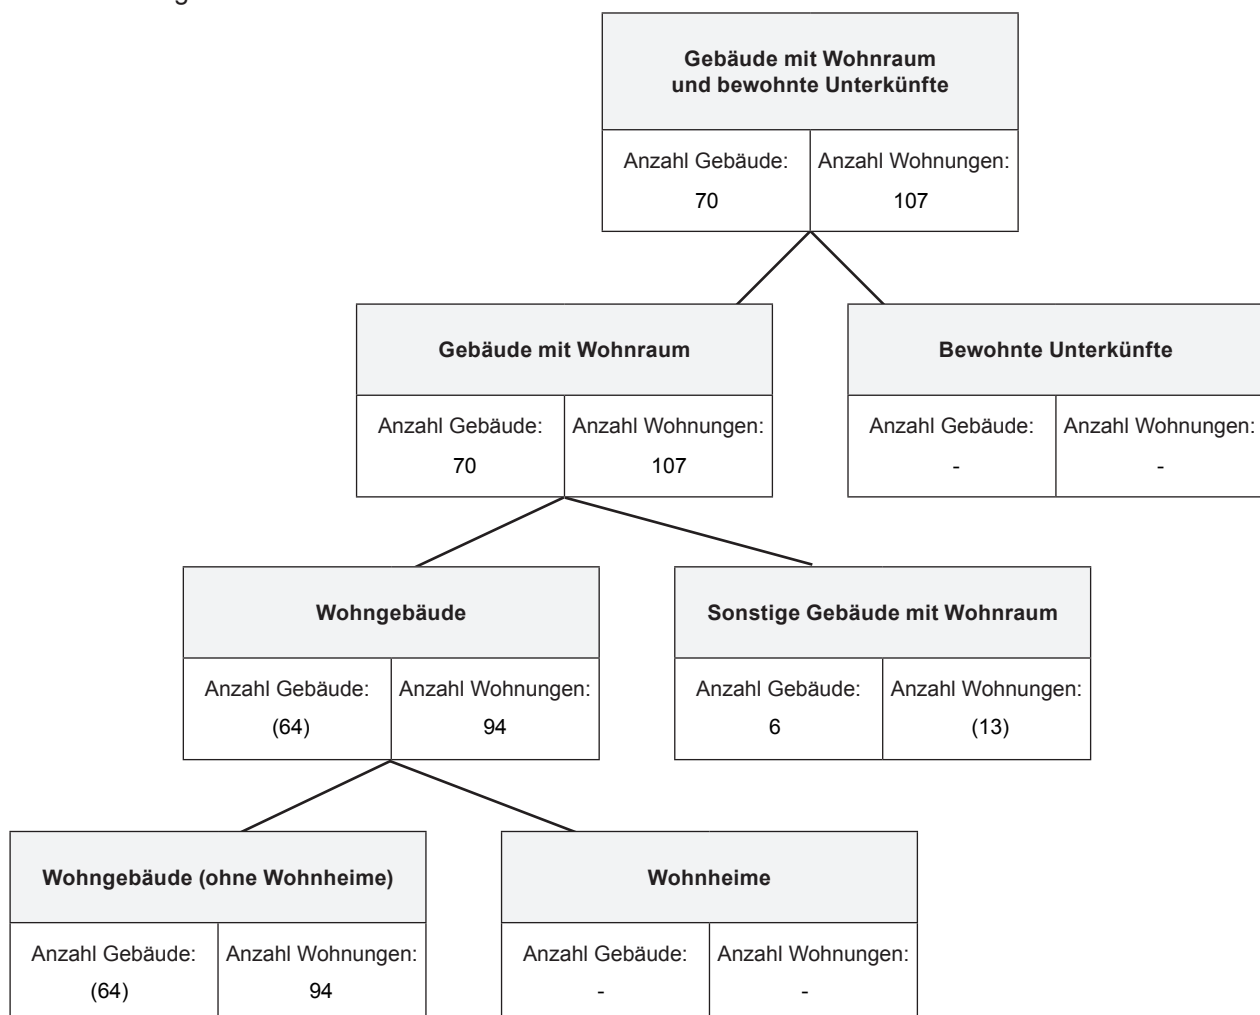 Gebäude mit Wohnraum
und bewohnte Unterkünfte
Anzahl Gebäude: Anzahl Wohnungen:
70 107
Gebäude mit Wohnraum
Anzahl Gebäude: Anzahl Wohnungen:
70 107
Bewohnte Unterkünfte
Anzahl Gebäude: Anzahl Wohnungen:
- -
Wohngebäude
Anzahl Gebäude: Anzahl Wohnungen:
(64) 94
Sonstige Gebäude mit Wohnraum
Anzahl Gebäude: Anzahl Wohnungen:
6 (13)
Wohngebäude (ohne Wohnheime)
Anzahl Gebäude: Anzahl Wohnungen:
(64) 94
Wohnheime
Anzahl Gebäude: Anzahl Wohnungen:
- -